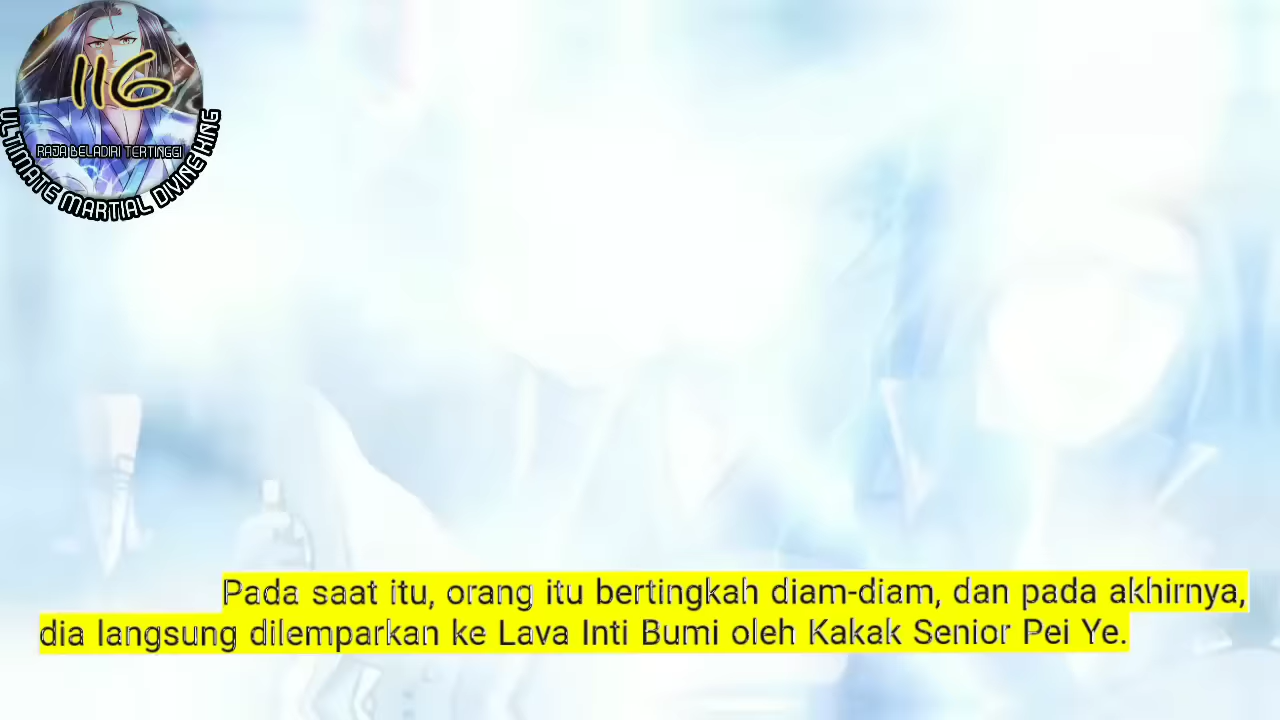 116
RAJA BELADIRI TERTINGGI
ULTIMATE MARTIAL DIVINE KING
Pada saat itu, orang itu bertingkah diam-diam, dan pada akhirnya,
dia langsung dilemparkan ke Lava Inti Bumi oleh Kakak Senior Pei Ye.